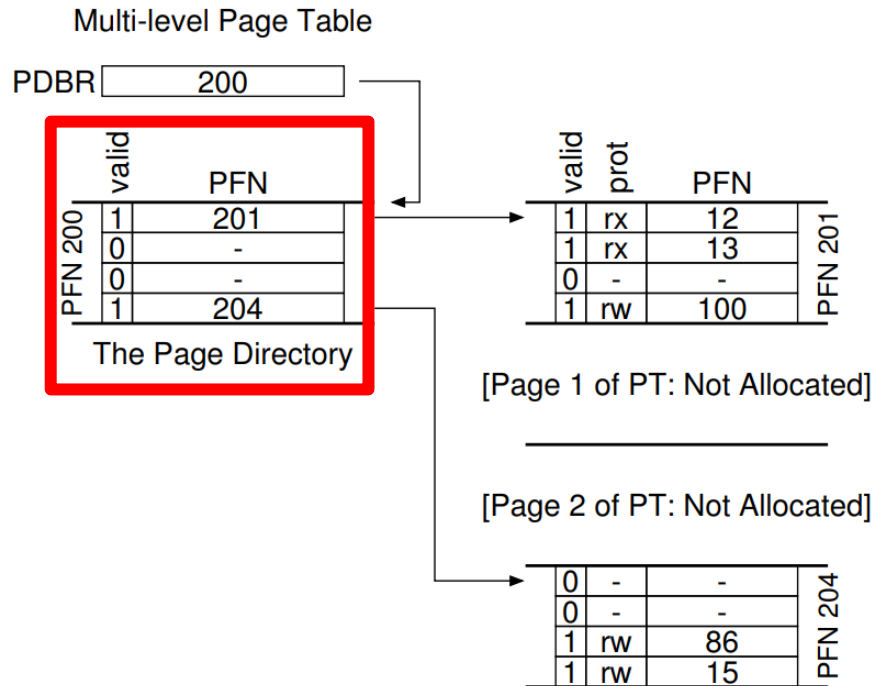 Multi-level Page Table
PDBR 200
valid PFN
PFN 200
1 201
0 -
0 -
1 204
The Page Directory
valid prot PFN
1 rx 12
1 rx 13
0 - -
1 rw 100
PFN 201
[Page 1 of PT: Not Allocated]
[Page 2 of PT: Not Allocated]
0 - -
0 - -
1 rw 86
1 rw 15
PFN 204